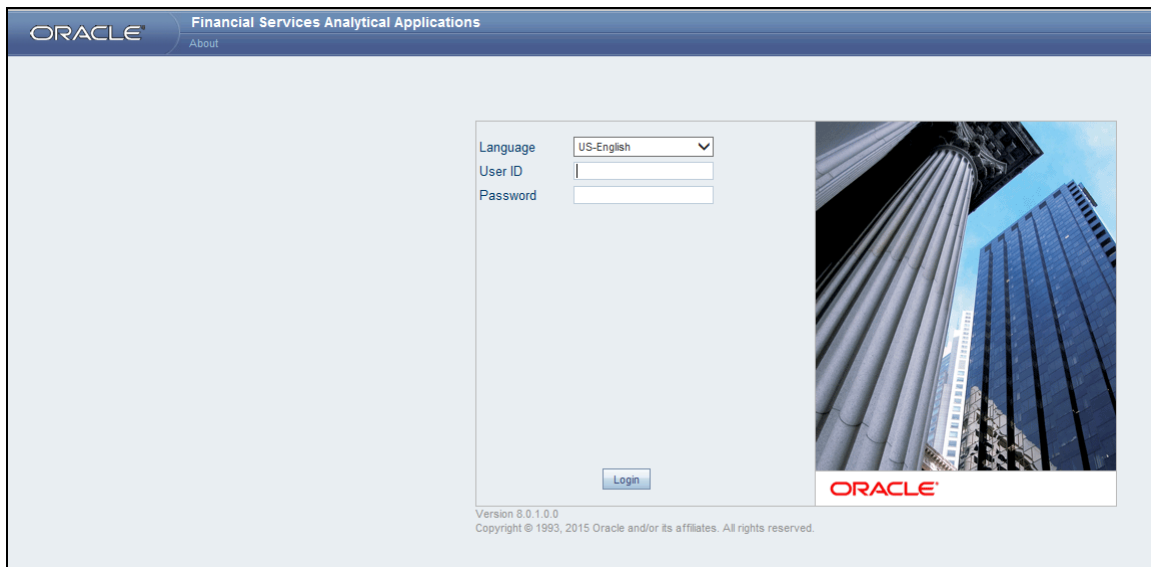 ORACLE®
Financial Services Analytical Applications
About
Language US-English
User ID
Password
Login
ORACLE®
Version 8.0.1.0.0
Copyright © 1993, 2015 Oracle and/or its affiliates. All rights reserved.